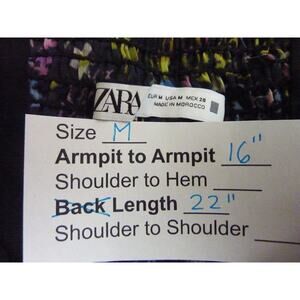 ZARA
EUR M USA M MEX 28
MADE IN MOROCCO
Size M
Armpit to Armpit 16"
Shoulder to Hem
Back Length 22"
Shoulder to Shoulder